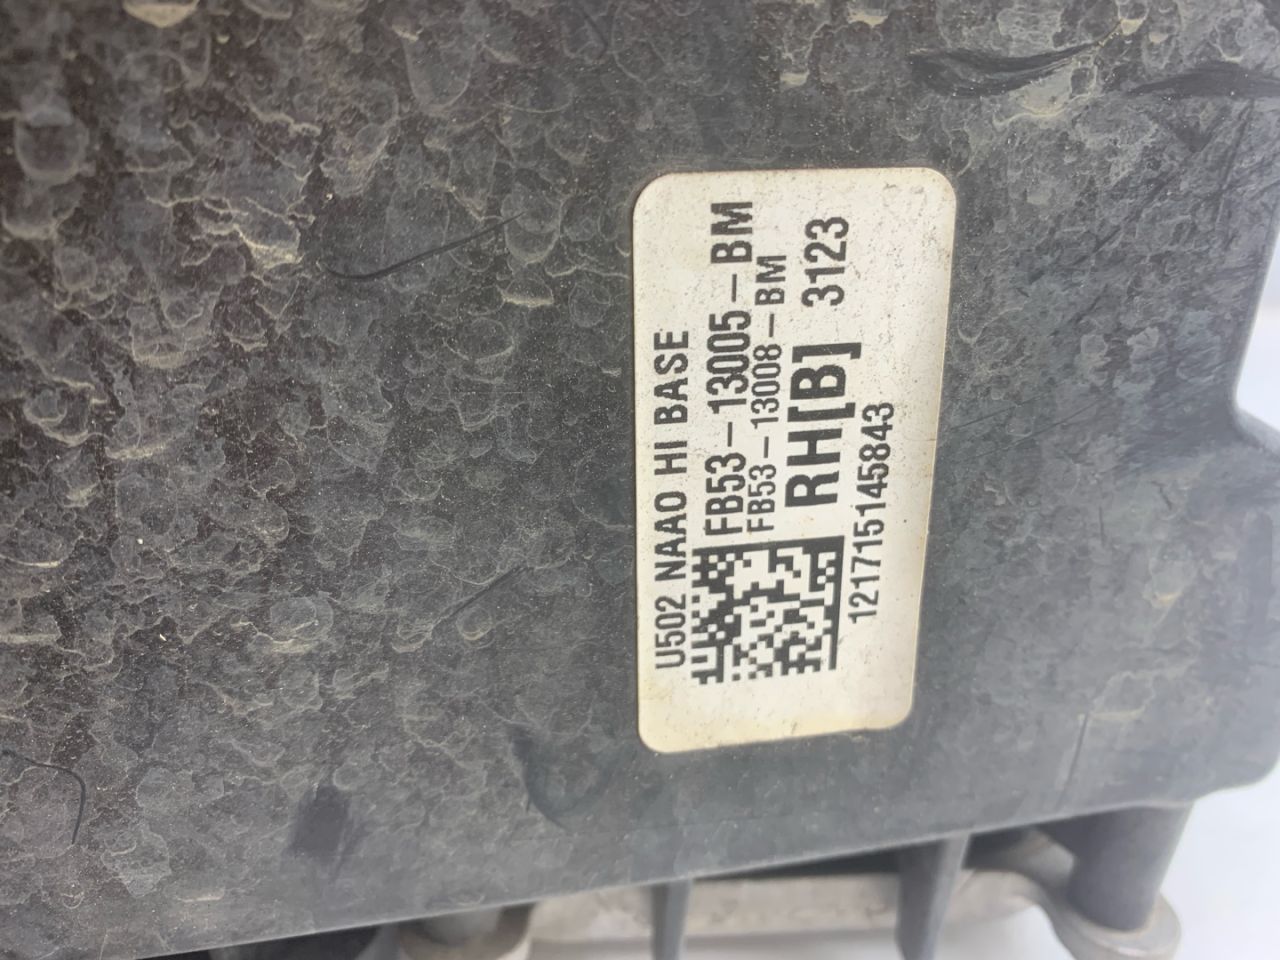 U502 NAAO HI BASE
FB53-13005-BM
FB53-13008-BM
RH[B] 3123
121715145843